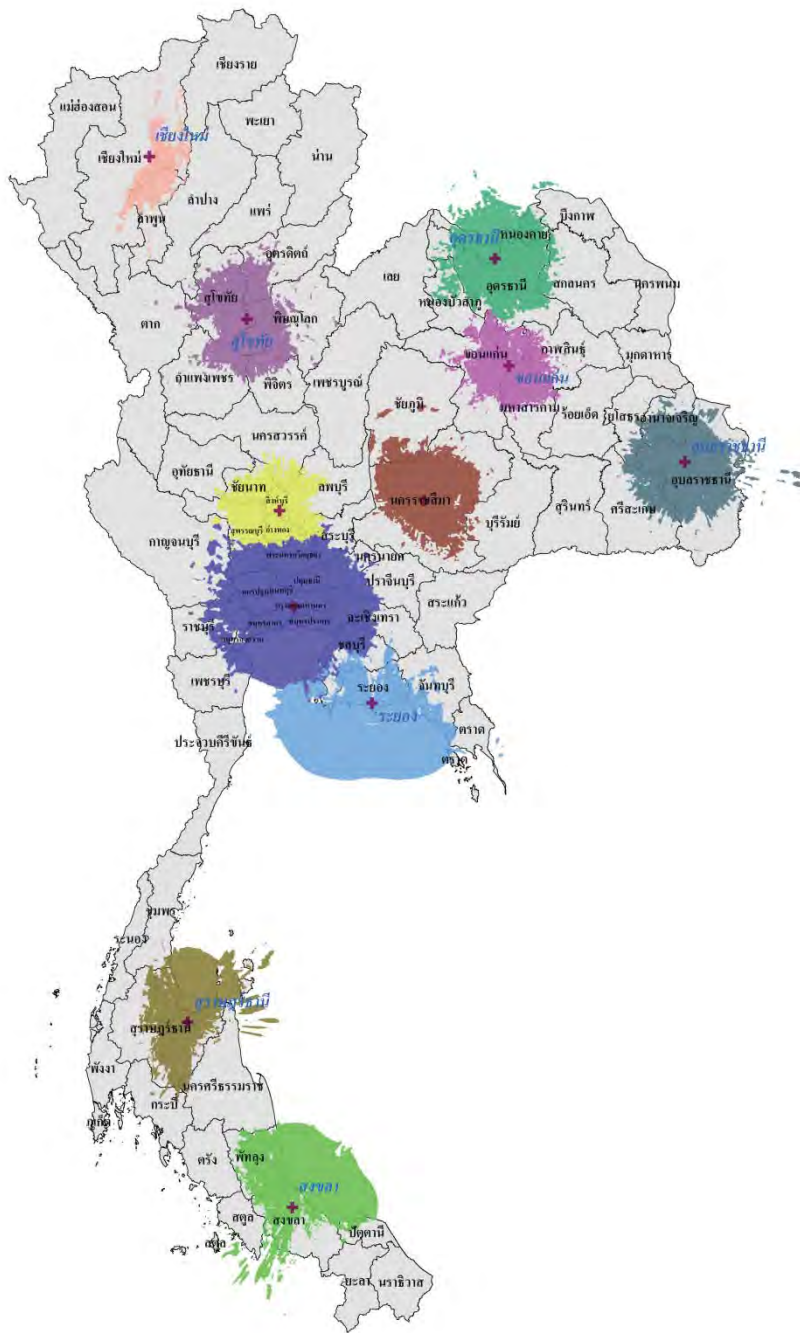 เชียงราย
แม่ฮ่องสอน
พะเยา
เชียงใหม่
เชียงใหม่
น่าน
ลำปาง
ลำพูน
แพร่
บึงกาฬ
หนองคาย
อุดรธานี
อุตรดิตถ์
เลย
สกลนคร
นครพนม
อุดรธานี
สุโขทัย
หนองบัวลำภู
ตาก
พิษณุโลก
สุโขทัย
กาฬสินธุ์
ขอนแก่น
มุกดาหาร
กำแพงเพชร
พิจิตร
เพชรบูรณ์
ขอนแก่น
มหาสารคาม
ชัยภูมิ
ร้อยเอ็ด
ยโสธร
อำนาจเจริญ
นครสวรรค์
อุบลราชธานี
อุทัยธานี
ชัยนาท
ลพบุรี
อุบลราชธานี
สิงห์บุรี
นครราชสีมา
บุรีรัมย์
สุรินทร์
ศรีสะเกษ
สุพรรณบุรี
อ่างทอง
สระบุรี
กาญจนบุรี
นครนายก
ปราจีนบุรี
ปทุมธานี
สระแก้ว
ราชบุรี
ฉะเชิงเทรา
ชลบุรี
เพชรบุรี
ระยอง
จันทบุรี
ระยอง
ตราด
ประจวบคีรีขันธ์
ตราด
ชุมพร
ระนอง
สุราษฎร์ธานี
สุราษฎร์ธานี
พังงา
นครศรีธรรมราช
กระบี่
ภูเก็ต
ตรัง
พัทลุง
สงขลา
สตูล
สงขลา
สตูล
ปัตตานี
ยะลา
นราธิวาส